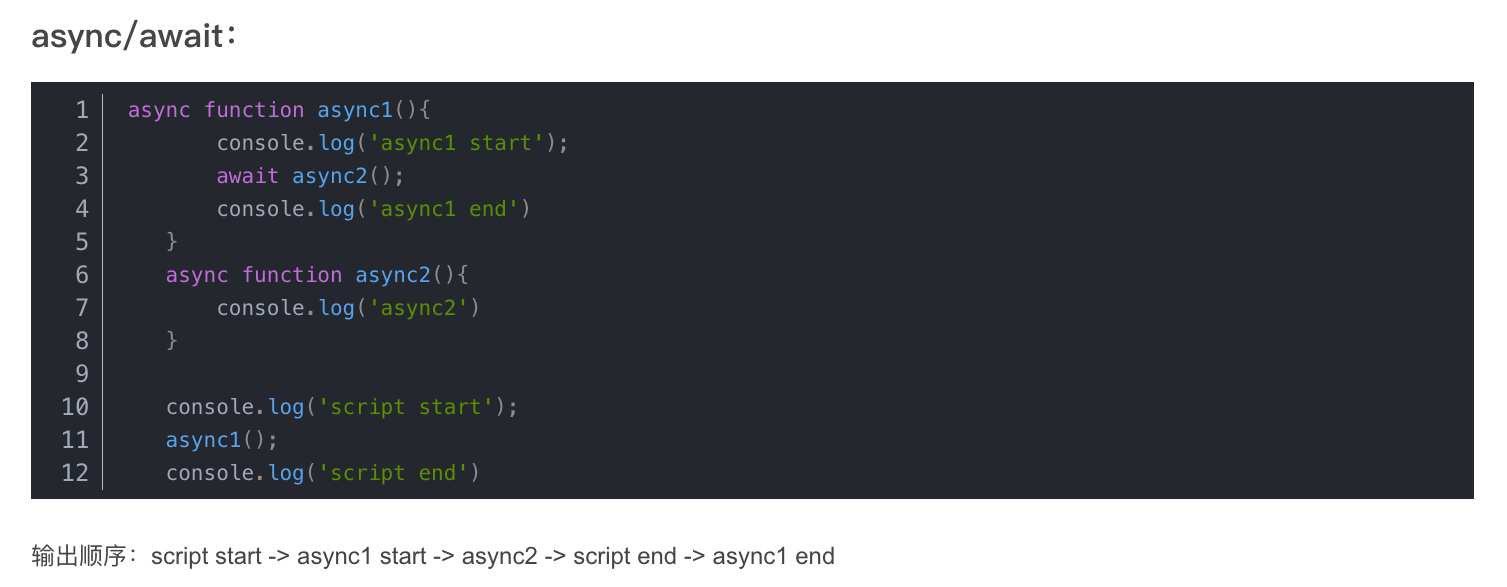 async/await：
1 async function async1(){
2 console.log('async1 start');
3 await async2();
4 console.log('async1 end')
5 }
6 async function async2(){
7 console.log('async2')
8 }
9
10 console.log('script start');
11 async1();
12 console.log('script end')
输出顺序：script start -> async1 start -> async2 -> script end -> async1 end